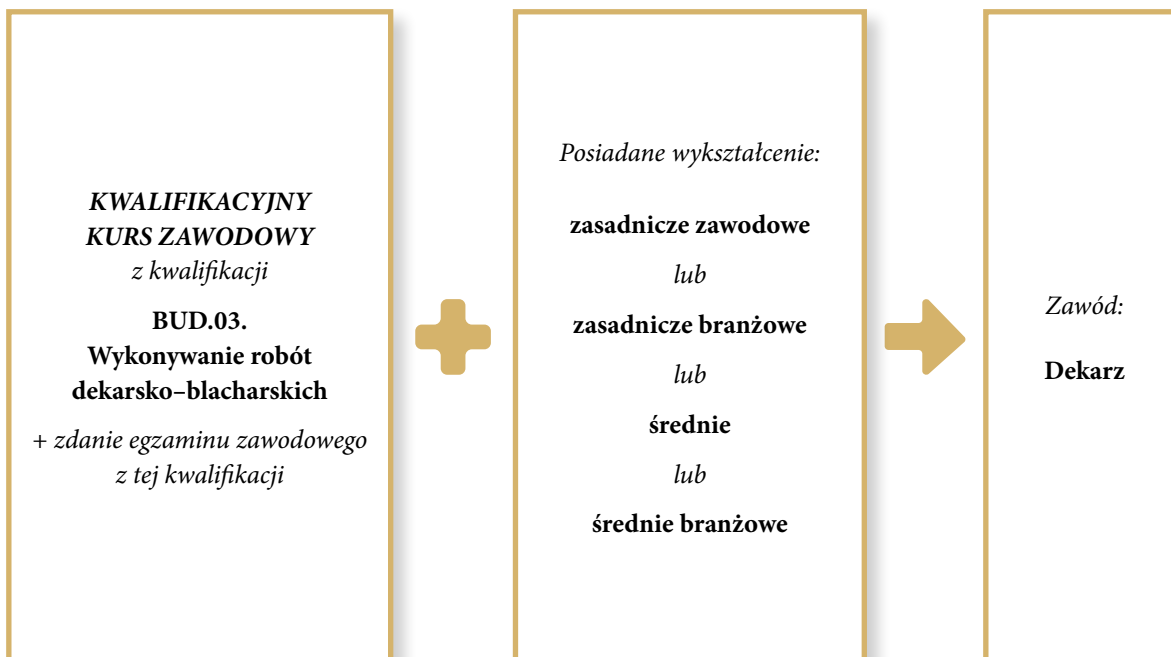 KWALIFIKACYJNY
KURS ZAWODOWY
z kwalifikacji
BUD.03.
Wykonywanie robót
dekarsko–blacharskich
+ zdanie egzaminu zawodowego
z tej kwalifikacji
Posiadane wykształcenie:
zasadnicze zawodowe
lub
zasadnicze branżowe
lub
średnie
lub
średnie branżowe
Zawód:
Dekarz